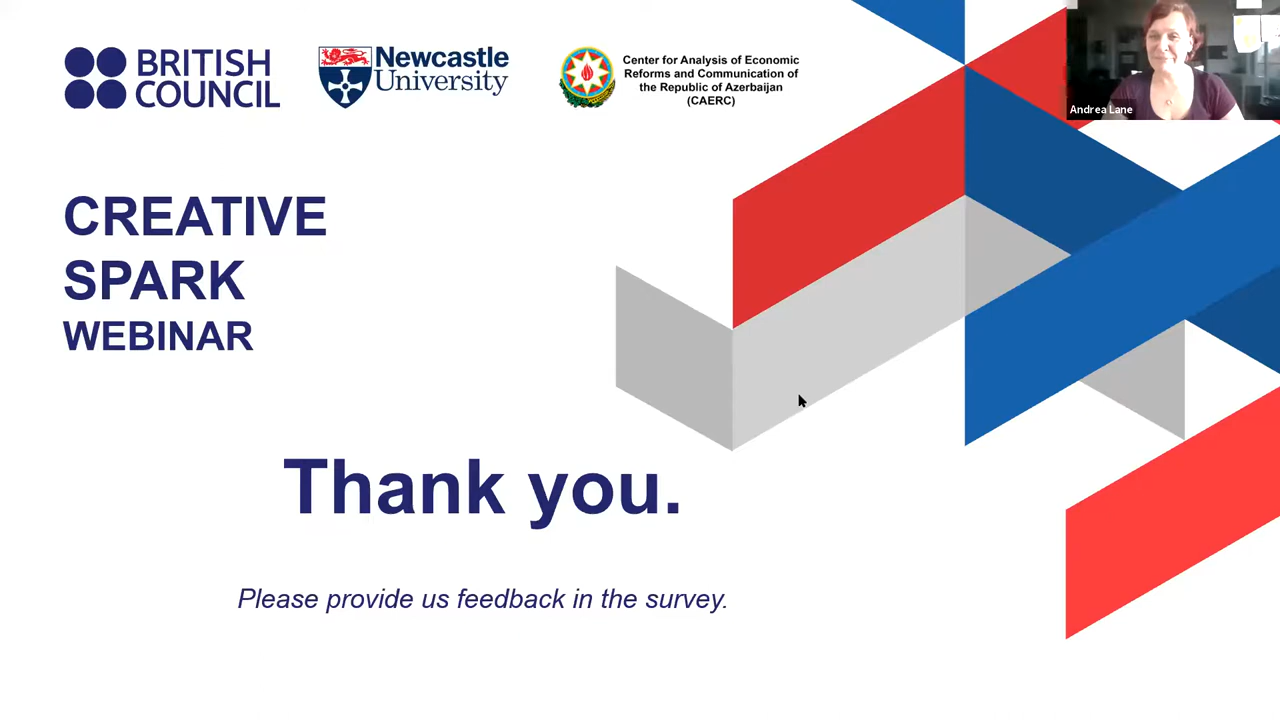 BRITISH
COUNCIL
Newcastle
University
Center for Analysis of Economic
Reforms and Communication of
the Republic of Azerbaijan
(CAERC)
Andrea Lane
CREATIVE
SPARK
WEBINAR
Thank you.
Please provide us feedback in the survey.